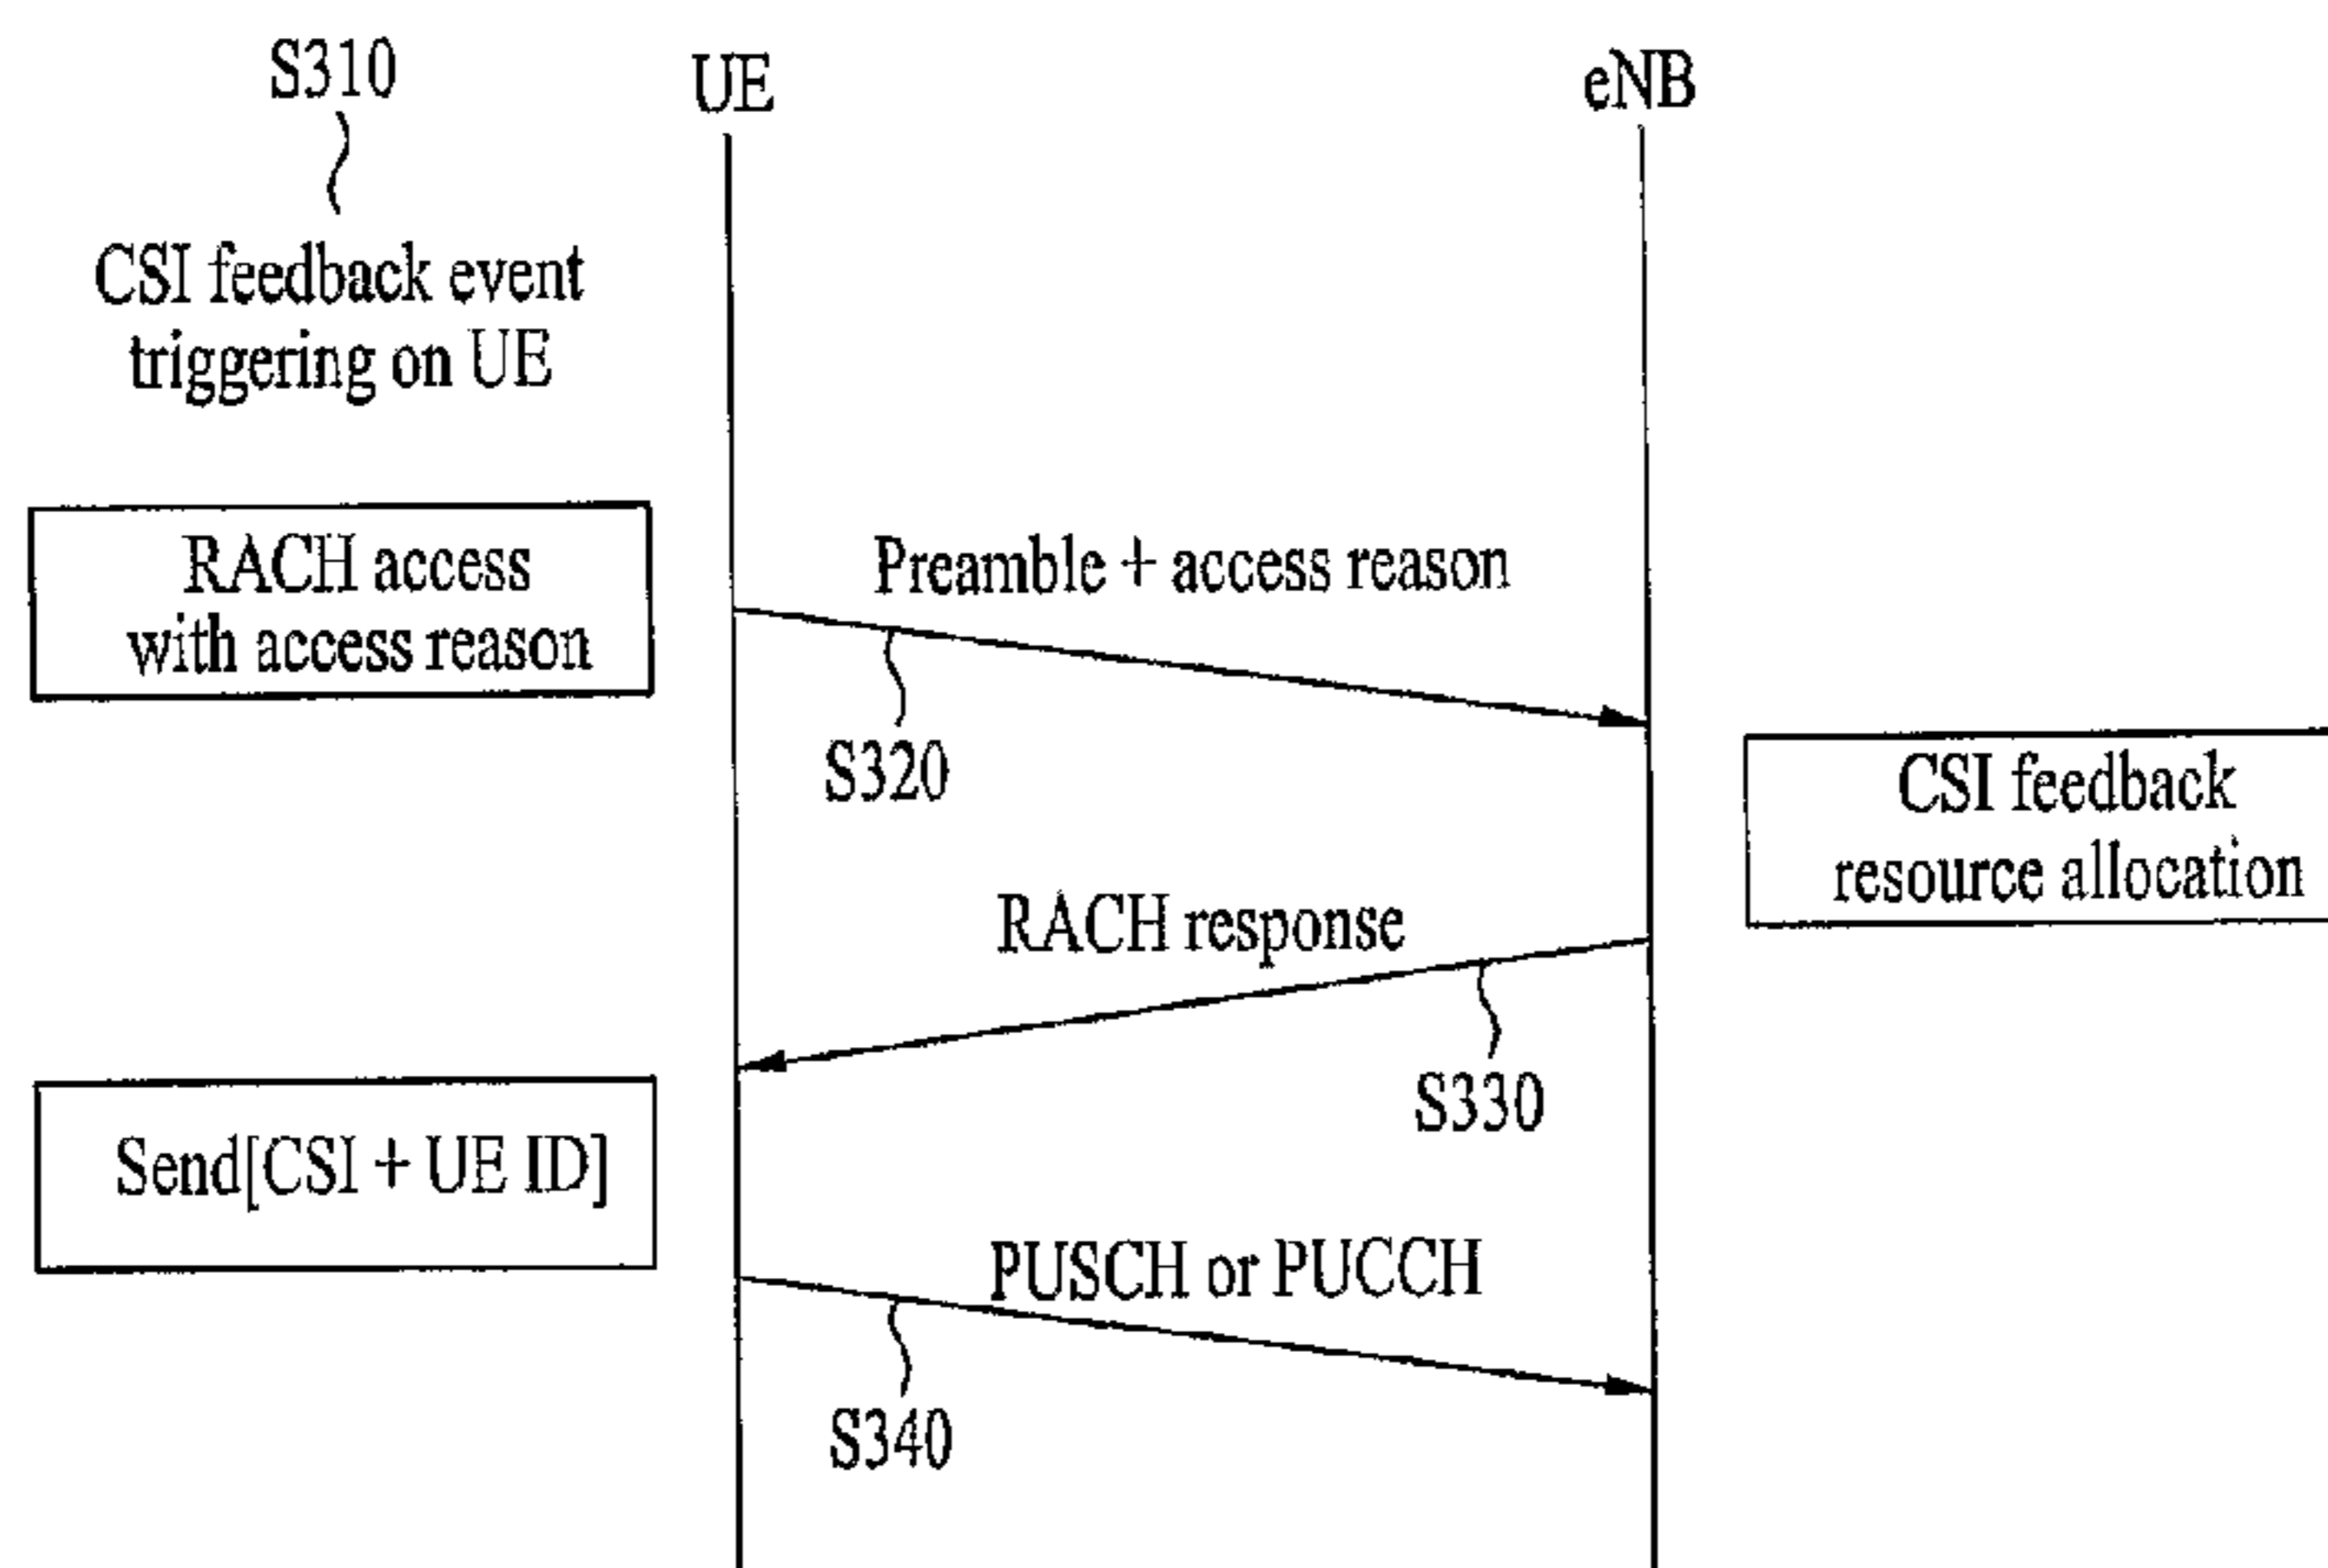 S310
UE
eNB
CSI feedback event
triggering on UE
RACH access
with access reason
Preamble + access reason
S320
CSI feedback
resource allocation
RACH response
S330
Send[CSI + UE ID]
PUSCH or PUCCH
S340